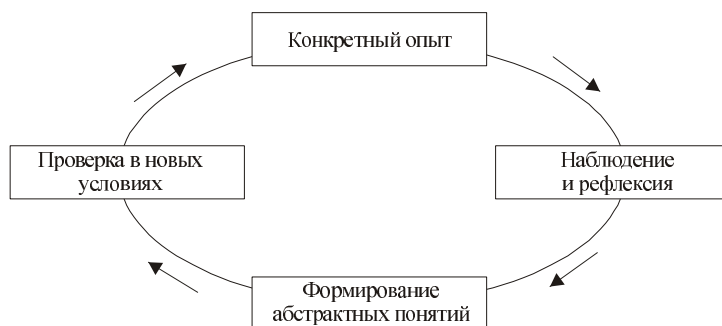 Конкретный опыт
Проверка в новых
условиях
Наблюдение
и рефлексия
Формирование
абстрактных понятий